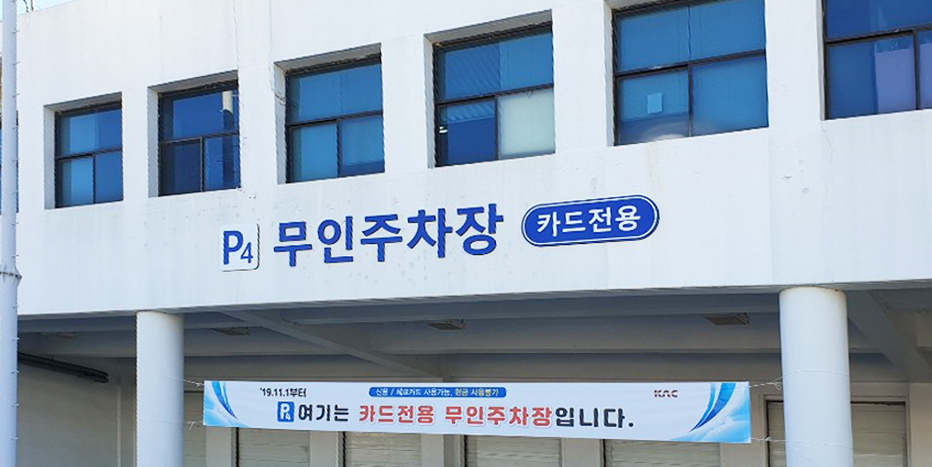 P4 무인주차장 카드전용
'19.11.1부터 신용 / 체크카드 사용가능, 현금 사용불가 KAC
P4 여기는 카드전용 무인주차장입니다.